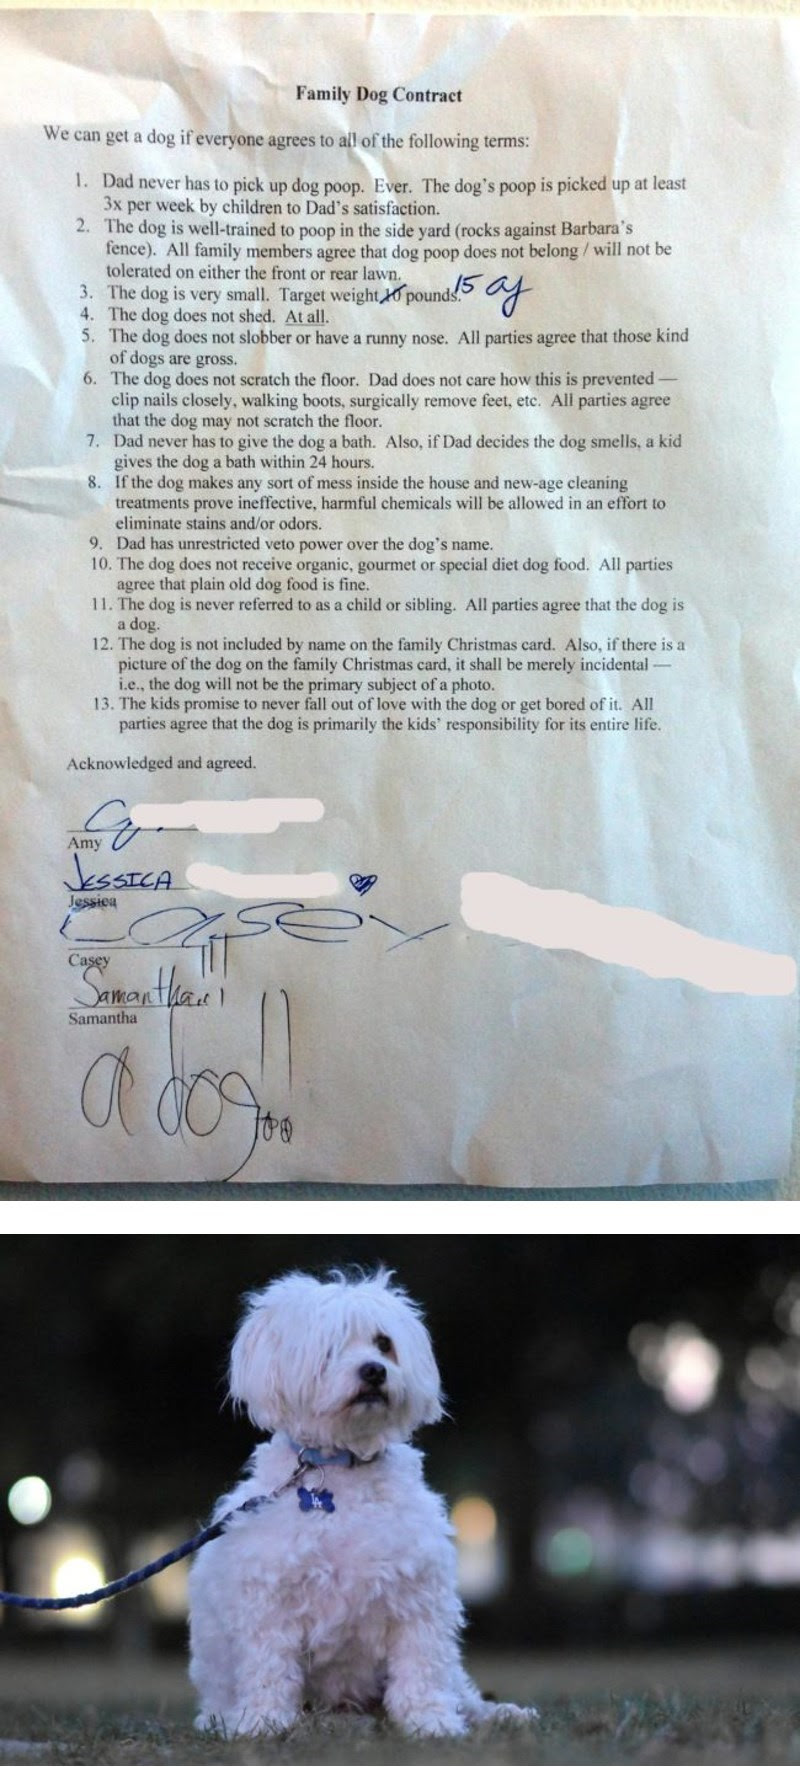 Family Dog Contract
We can get a dog if everyone agrees to all of the following terms:
1. Dad never has to pick up dog poop. Ever. The dog's poop is picked up at least
3x per week by children to Dad's satisfaction.
2. The dog is well-trained to poop in the side yard (rocks against Barbara's
fence). All family members agree that dog poop does not belong / will not be
tolerated on either the front or rear lawn.
3. The dog is very small. Target weight 10 pounds. 15 aj
4. The dog does not shed. At all.
5. The dog does not slobber or have a runny nose. All parties agree that those kind
of dogs are gross.
6. The dog does not scratch the floor. Dad does not care how this is prevented —
clip nails closely, walking boots, surgically remove feet, etc. All parties agree
that the dog may not scratch the floor.
7. Dad never has to give the dog a bath. Also, if Dad decides the dog smells, a kid
gives the dog a bath within 24 hours.
8. If the dog makes any sort of mess inside the house and new-age cleaning
treatments prove ineffective, harmful chemicals will be allowed in an effort to
eliminate stains and/or odors.
9. Dad has unrestricted veto power over the dog's name.
10. The dog does not receive organic, gourmet or special diet dog food. All parties
agree that plain old dog food is fine.
11. The dog is never referred to as a child or sibling. All parties agree that the dog is
a dog.
12. The dog is not included by name on the family Christmas card. Also, if there is a
picture of the dog on the family Christmas card, it shall be merely incidental —
i.e., the dog will not be the primary subject of a photo.
13. The kids promise to never fall out of love with the dog or get bored of it. All
parties agree that the dog is primarily the kids' responsibility for its entire life.
Acknowledged and agreed.
Amy
JESSICA
Jessica
Casey
Casey
Samantha
Samantha
a dog!!
LA